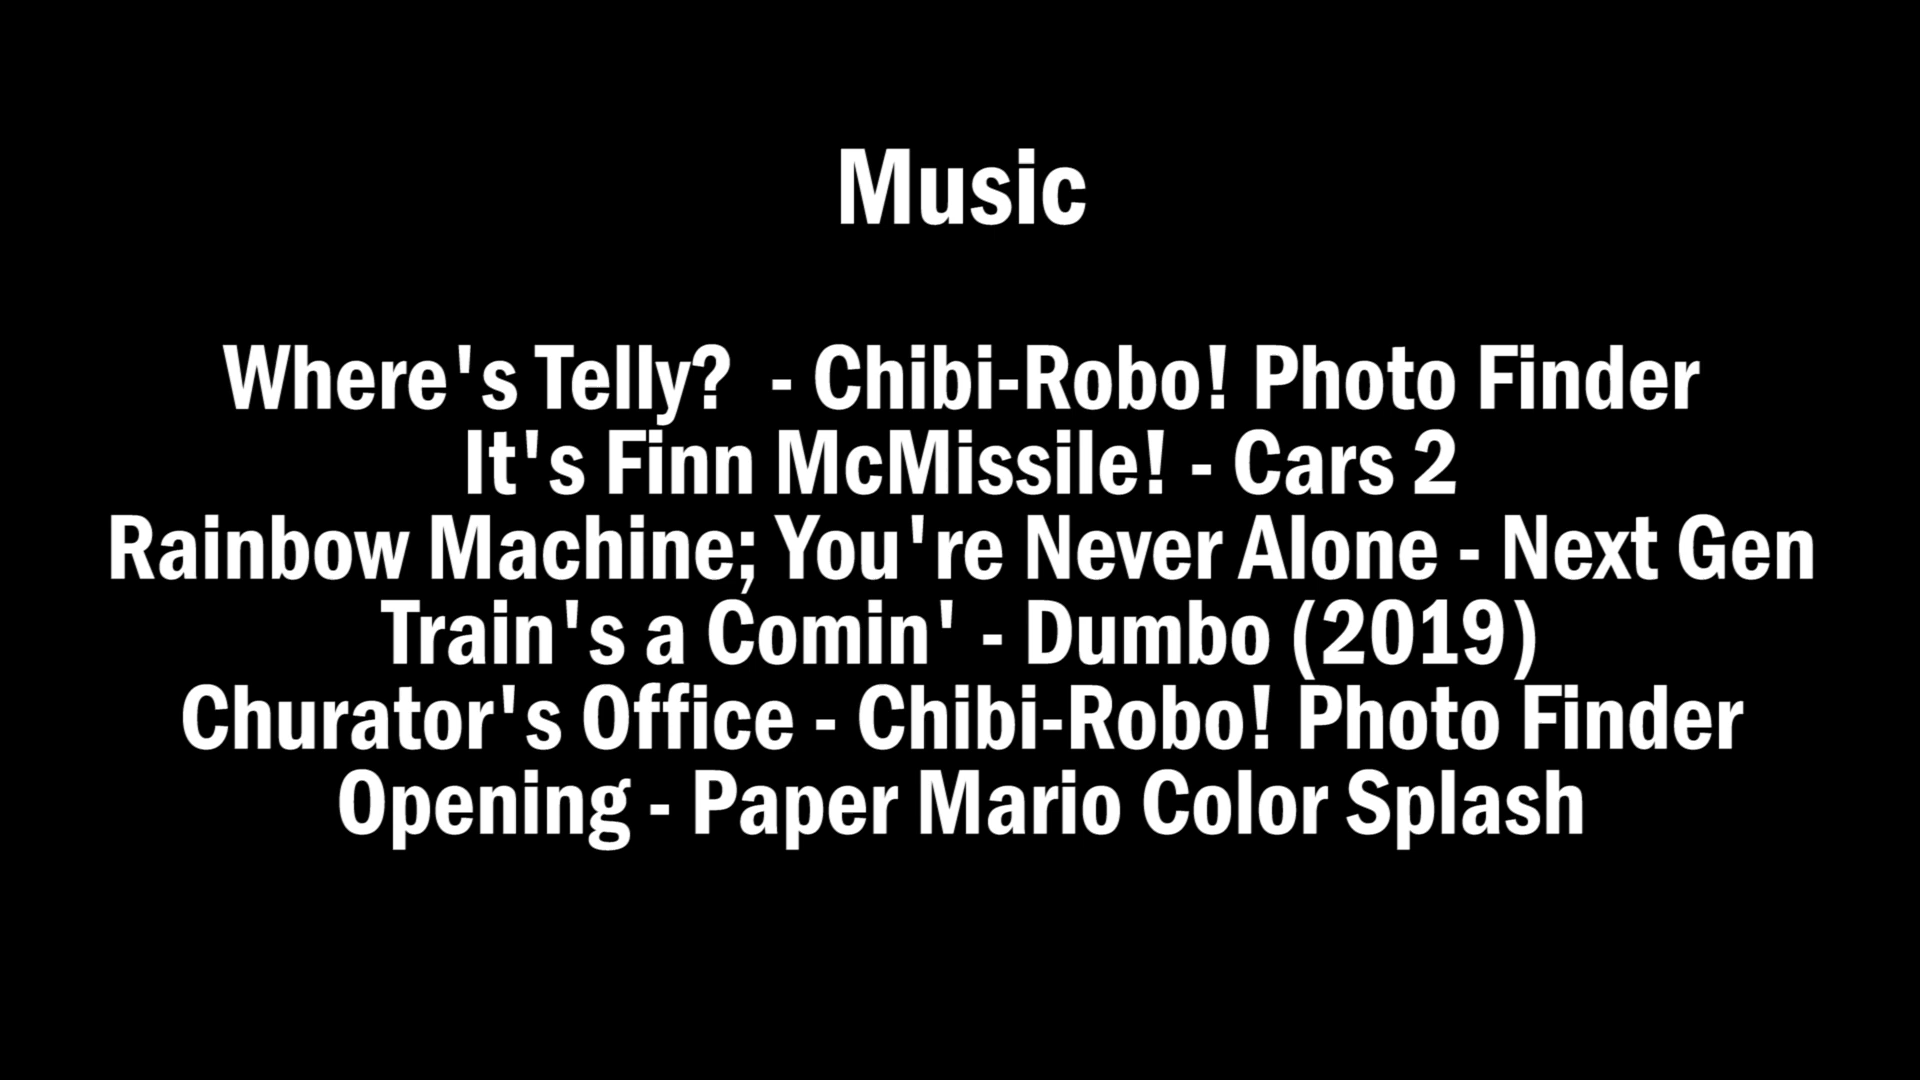 Music
Where's Telly?  - Chibi-Robo! Photo Finder
It's Finn McMissile! - Cars 2
Rainbow Machine; You're Never Alone - Next Gen
Train's a Comin' - Dumbo (2019)
Churator's Office - Chibi-Robo! Photo Finder
Opening - Paper Mario Color Splash